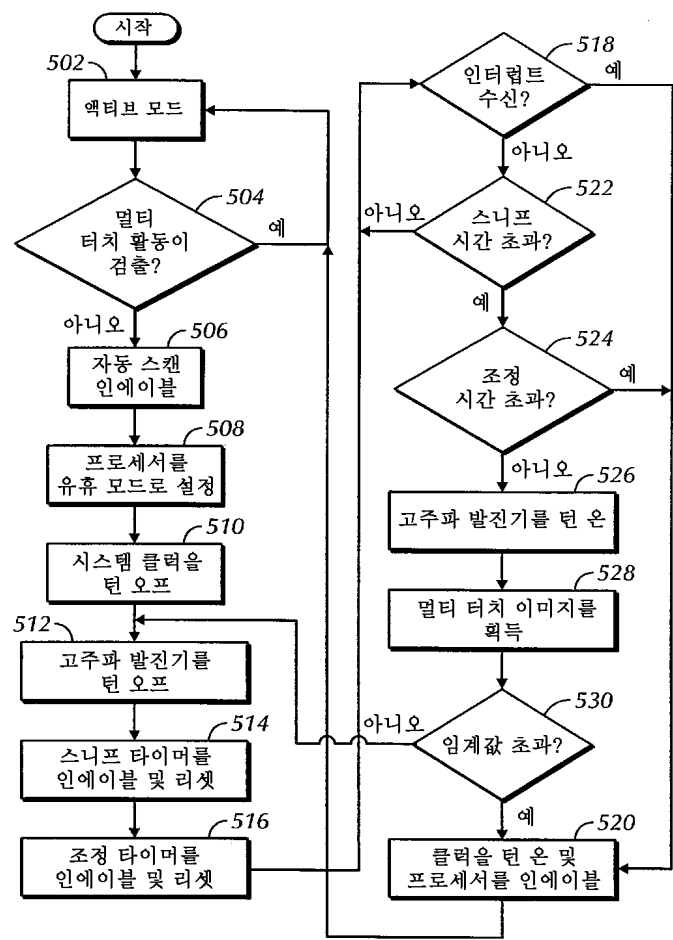 시작
502
액티브 모드
504
멀티
터치 활동이
검출?
예
아니오
506
자동 스캔
인에이블
508
프로세서를
유휴 모드로 설정
510
시스템 클럭을
턴 오프
512
고주파 발진기를
턴 오프
514
스니프 타이머를
인에이블 및 리셋
516
조정 타이머를
인에이블 및 리셋
518
인터럽트
수신?
예
아니오
522
스니프
시간 초과?
아니오
예
524
조정
시간 초과?
예
아니오
526
고주파 발진기를 턴 온
528
멀티 터치 이미지를
획득
530
임계값 초과?
아니오
예
520
클럭을 턴 온 및
프로세서를 인에이블